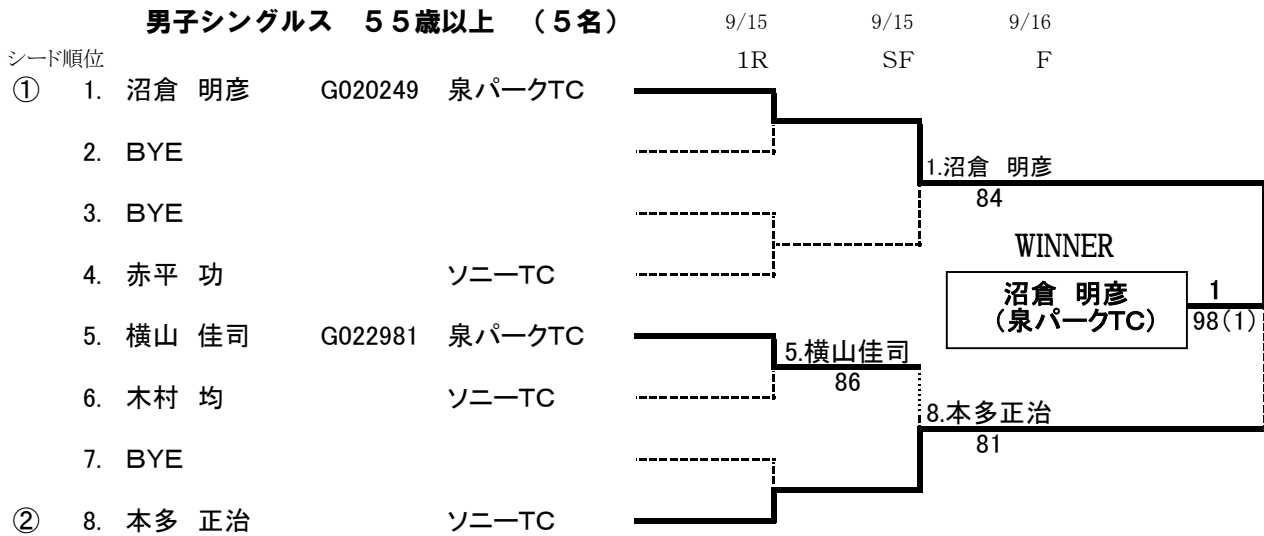 男子シングルス　５５歳以上　（５名） 9/15 9/15 9/16
シード順位 1R SF F
① 1. 沼倉　明彦 G020249 泉パークTC
2. BYE
1.沼倉　明彦
84
3. BYE
WINNER
4. 赤平　功 ソニーTC
沼倉　明彦 1
（泉パークTC） 98(1)
5. 横山　佳司 G022981 泉パークTC
5.横山佳司
86
6. 木村　均 ソニーTC
8.本多正治
81
7. BYE
② 8. 本多　正治 ソニーTC